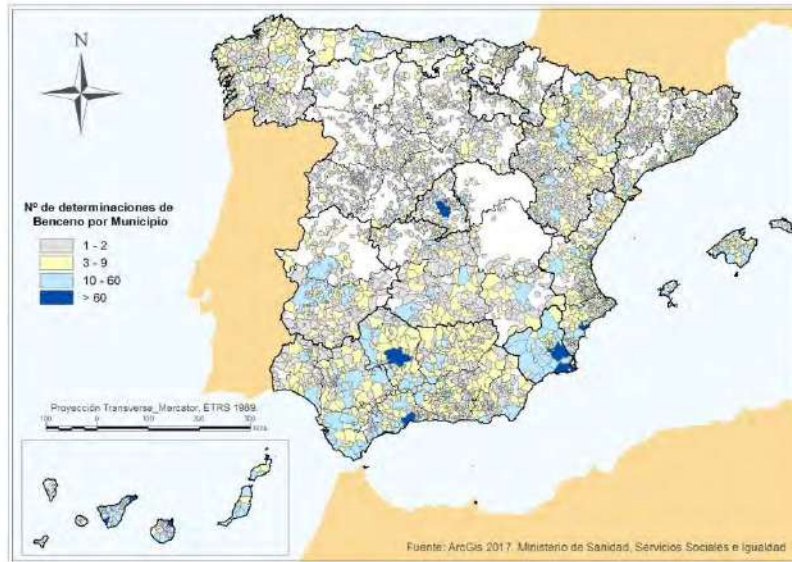 N
Nº de determinaciones de
Benceno por Municipio
1 - 2
3 - 9
10 - 60
> 60
Proyección Transversa_Mercator, ETRS 1989.
Fuente: ArcGis 2017. Ministerio de Sanidad, Servicios Sociales e Igualdad